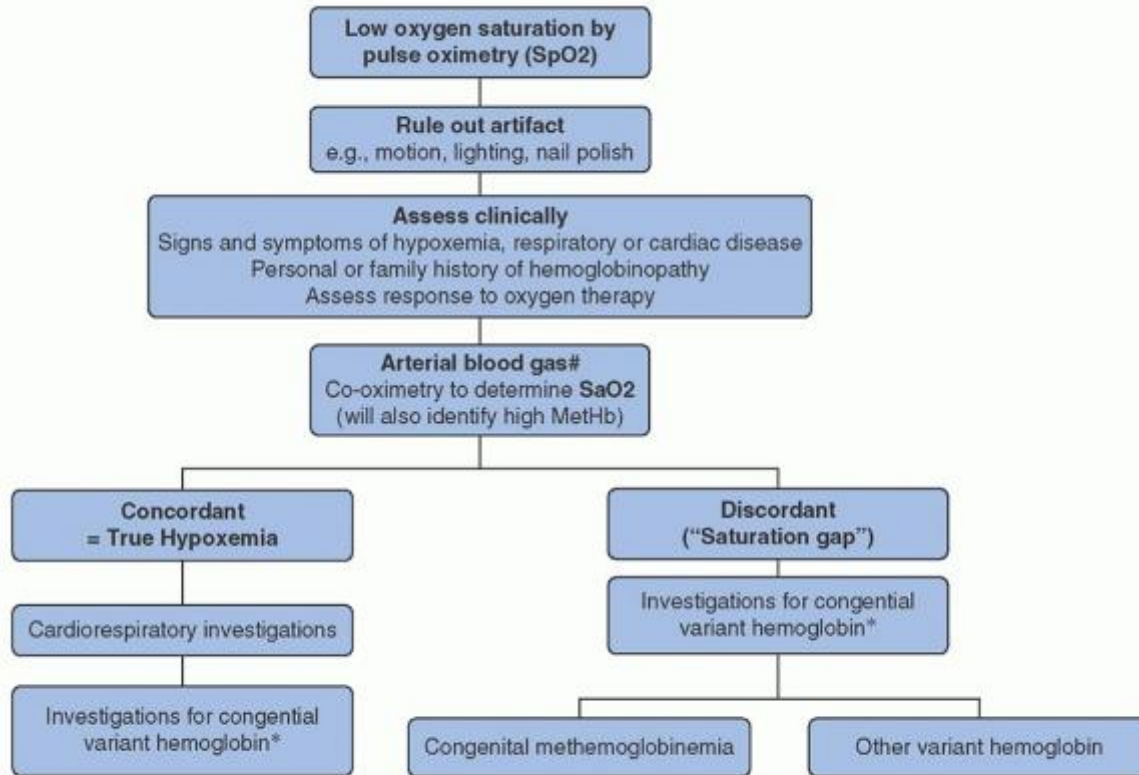 Low oxygen saturation by
pulse oximetry (SpO2)
Rule out artifact
e.g., motion, lighting, nail polish
Assess clinically
Signs and symptoms of hypoxemia, respiratory or cardiac disease
Personal or family history of hemoglobinopathy
Assess response to oxygen therapy
Arterial blood gas#
Co-oximetry to determine SaO2
(will also identify high MetHb)
Concordant
= True Hypoxemia
Cardiorespiratory investigations
Investigations for congential
variant hemoglobin*
Discordant
(“Saturation gap”)
Investigations for congential
variant hemoglobin*
Congenital methemoglobinemia
Other variant hemoglobin